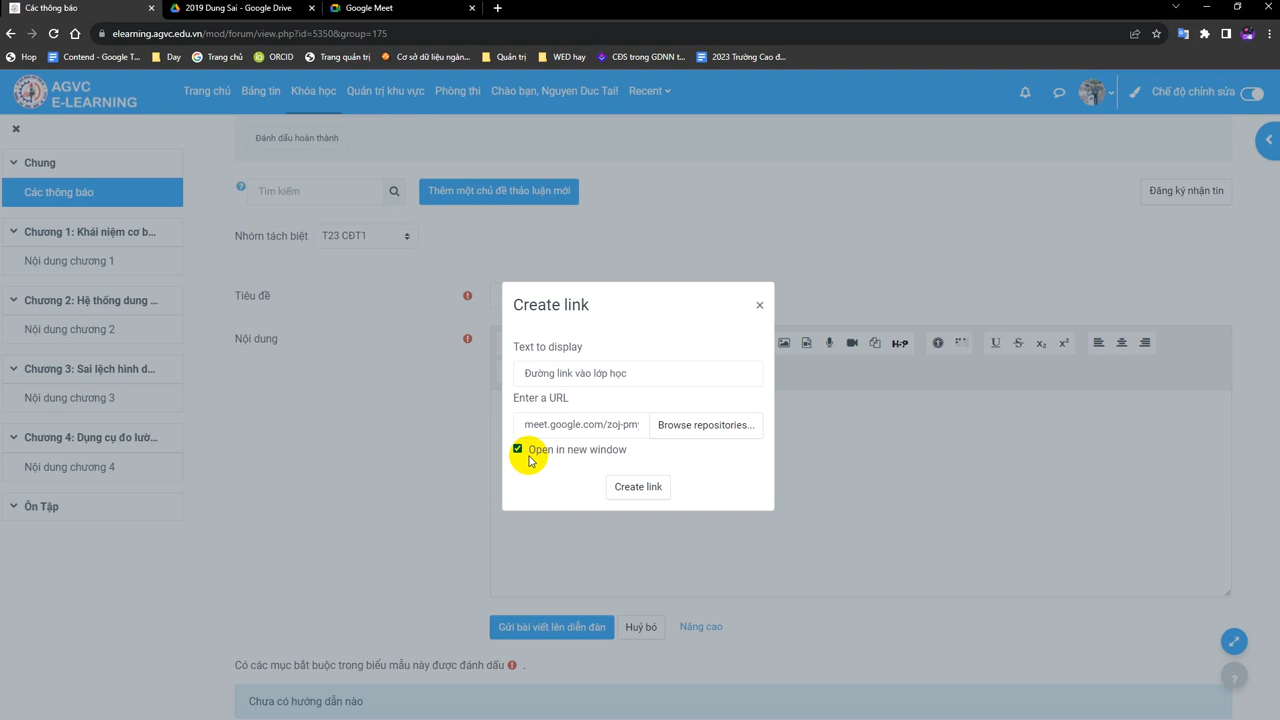 Các thông báo
2019 Dung Sai - Google Drive
Google Meet
elearning.agvc.edu.vn/mod/forum/view.php?id=5350&group=175
Hop
Contend - Google T...
Day
Trang chủ
ORCID
Trang quản trị
Cơ sở dữ liệu ngàn...
Quản trị
WED hay
CĐS trong GDNN t...
2023 Trường Cao đ...
AGVC
E-LEARNING
Trang chủ
Bảng tin
Khóa học
Quản trị khu vực
Phòng thi
Chào bạn, Nguyen Duc Tai!
Recent
Chế độ chỉnh sửa
Đánh dấu hoàn thành
Chung
Các thông báo
Chương 1: Khái niệm cơ b...
Nội dung chương 1
Chương 2: Hệ thống dung ...
Nội dung chương 2
Chương 3: Sai lệch hình d...
Nội dung chương 3
Chương 4: Dụng cụ đo lườ...
Nội dung chương 4
Ôn Tập
Tìm kiếm
Thêm một chủ đề thảo luận mới
Đăng ký nhận tin
Nhóm tách biệt
T23 CĐT1
Tiêu đề
Nội dung
H-P
Create link
Text to display
Đường link vào lớp học
Enter a URL
meet.google.com/zoj-pm
Browse repositories...
Open in new window
Create link
Gửi bài viết lên diễn đàn
Huỷ bỏ
Nâng cao
Có các mục bắt buộc trong biểu mẫu này được đánh dấu .
Chưa có hướng dẫn nào